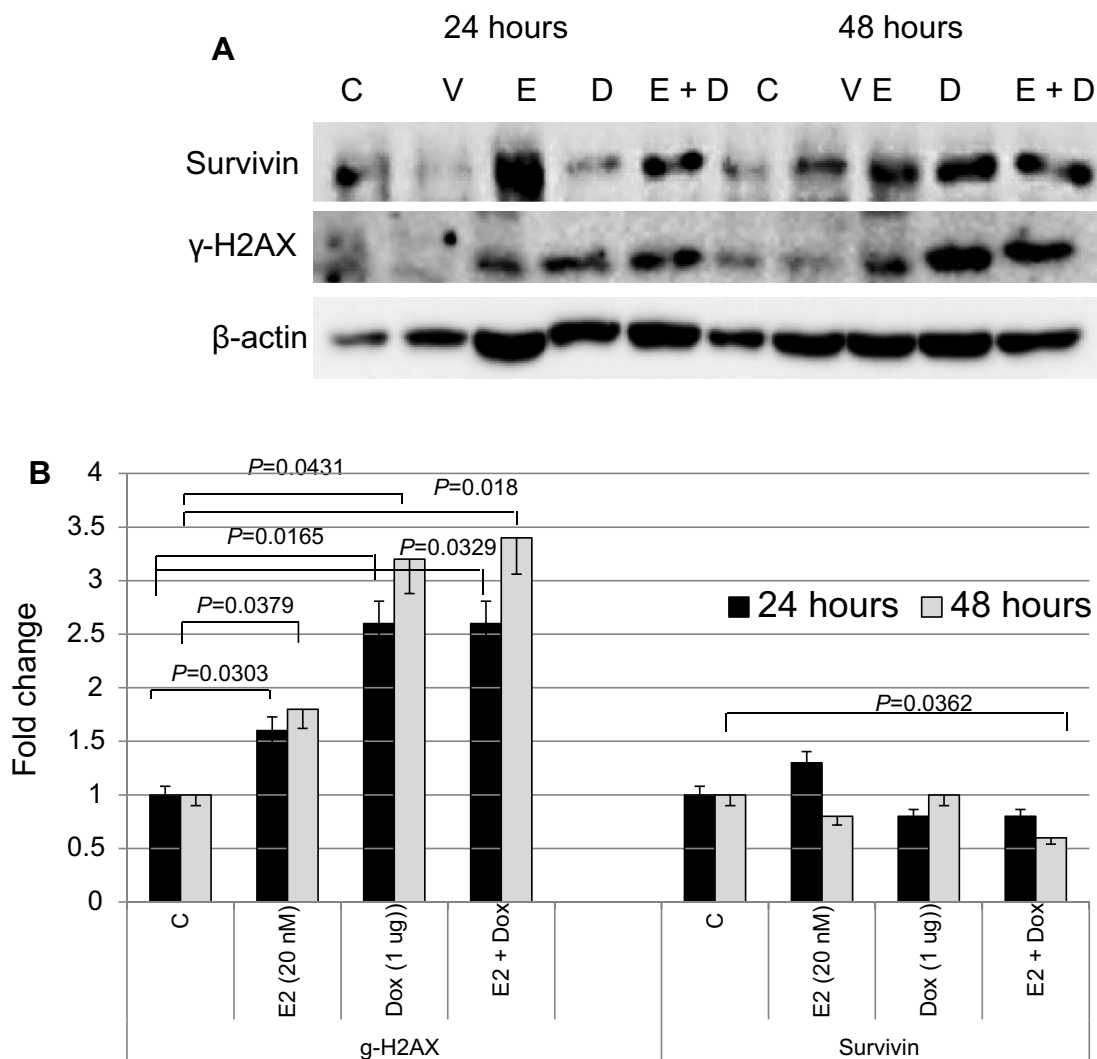 A
24 hours 48 hours
C V E D E + D C V E D E + D
Survivin
γ-H2AX
β-actin
B
Fold change
4
3.5
3
2.5
2
1.5
1
0.5
0
P=0.0431
P=0.018
P=0.0165
P=0.0329
P=0.0379
P=0.0303
P=0.0362
24 hours 48 hours
C
E2 (20 nM)
Dox (1 ug))
E2 + Dox
C
E2 (20 nM)
Dox (1 ug))
E2 + Dox
g-H2AX Survivin